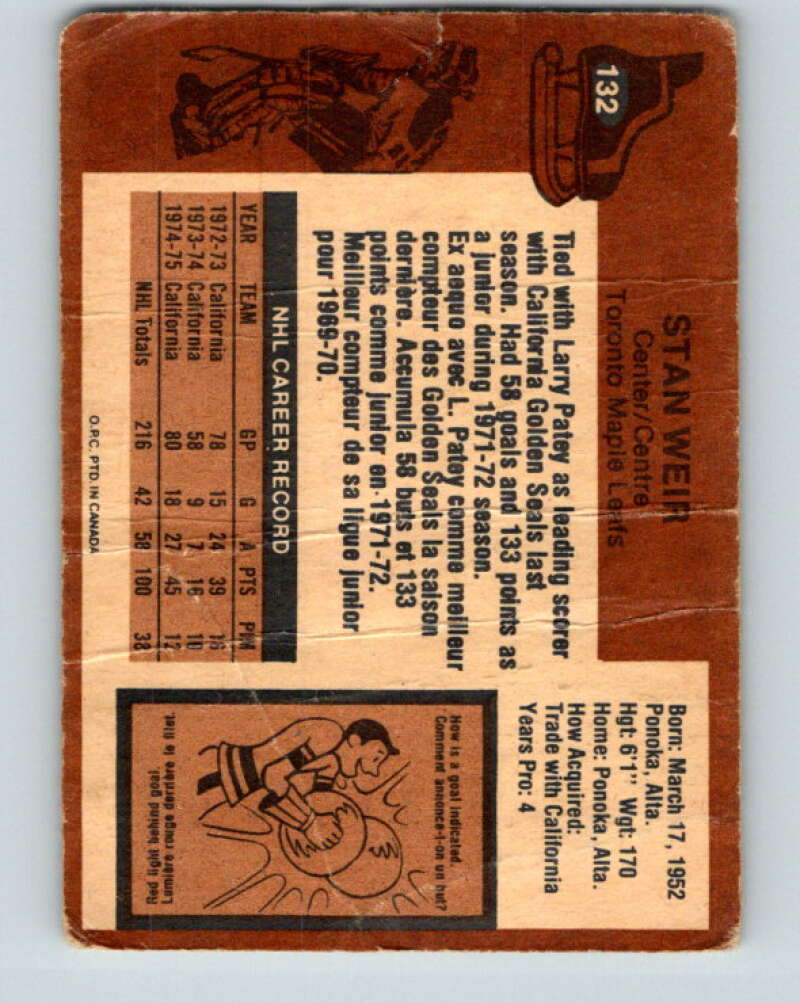 132
STAN WEIR
Center/Centre
Toronto Maple Leafs
Born: March 17, 1952
Ponoka, Alta.
Hgt: 6'1" Wgt: 170
Home: Ponoka, Alta.
How Acquired:
Trade with California
Years Pro: 4
Tied with Larry Patey as leading scorer
with California Golden Seals last
season. Had 58 goals and 133 points as
a junior during 1971-72 season.
Ex aequo avec L. Patey comme meilleur
compteur des Golden Seals la saison
dernière. Accumula 58 buts et 133
points comme junior en 1971-72.
Meilleur compteur de sa ligue junior
pour 1969-70.
NHL CAREER RECORD
YEAR TEAM GP G A PTS PIM
1972-73 California 78 15 24 39 16
1973-74 California 58 9 7 16 10
1974-75 California 80 18 27 45 12
NHL Totals 216 42 58 100 38
O.P.C. PTD. IN CANADA
How is a goal indicated.
Comment annonce-t-on un but?
Red light behind goal
Lumière rouge derrière le filet.